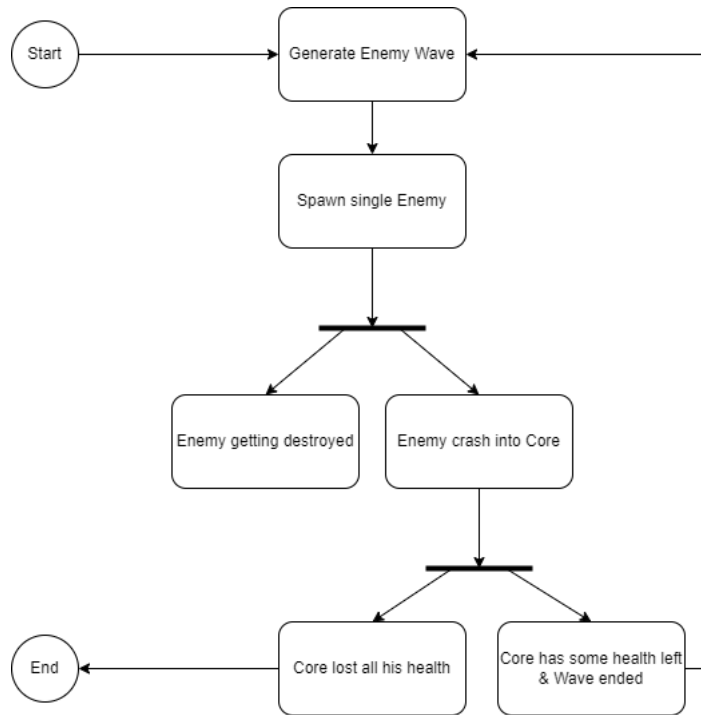 Start
Generate Enemy Wave
Spawn single Enemy
Enemy getting destroyed
Enemy crash into Core
End
Core lost all his health
Core has some health left
& Wave ended